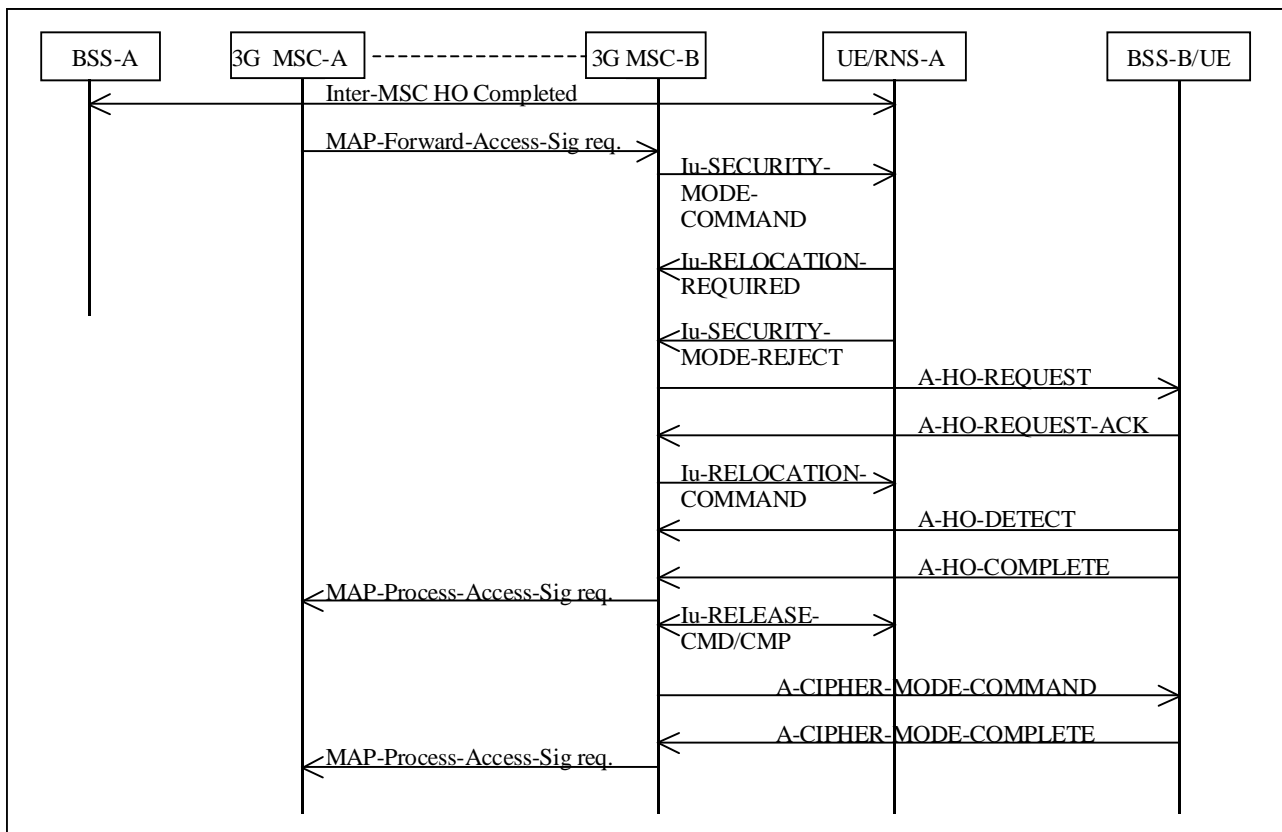 BSS-A
3G MSC-A
3G MSC-B
UE/RNS-A
BSS-B/UE
Inter-MSC HO Completed
MAP-Forward-Access-Sig req.
Iu-SECURITY-
MODE-
COMMAND
Iu-RELOCATION-
REQUIRED
Iu-SECURITY-
MODE-REJECT
A-HO-REQUEST
A-HO-REQUEST-ACK
Iu-RELOCATION-
COMMAND
A-HO-DETECT
A-HO-COMPLETE
MAP-Process-Access-Sig req.
Iu-RELEASE-
CMD/CMP
A-CIPHER-MODE-COMMAND
A-CIPHER-MODE-COMPLETE
MAP-Process-Access-Sig req.